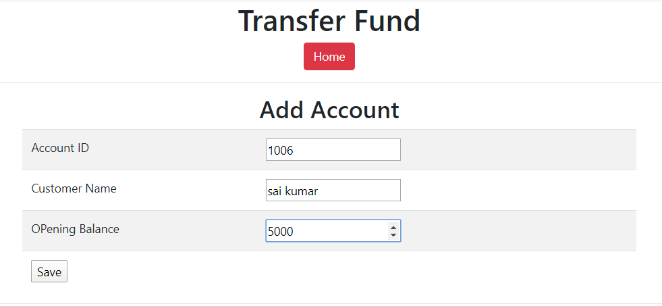 Transfer Fund
Home
Add Account
Account ID 1006
Customer Name sai kumar
OPening Balance 5000
Save